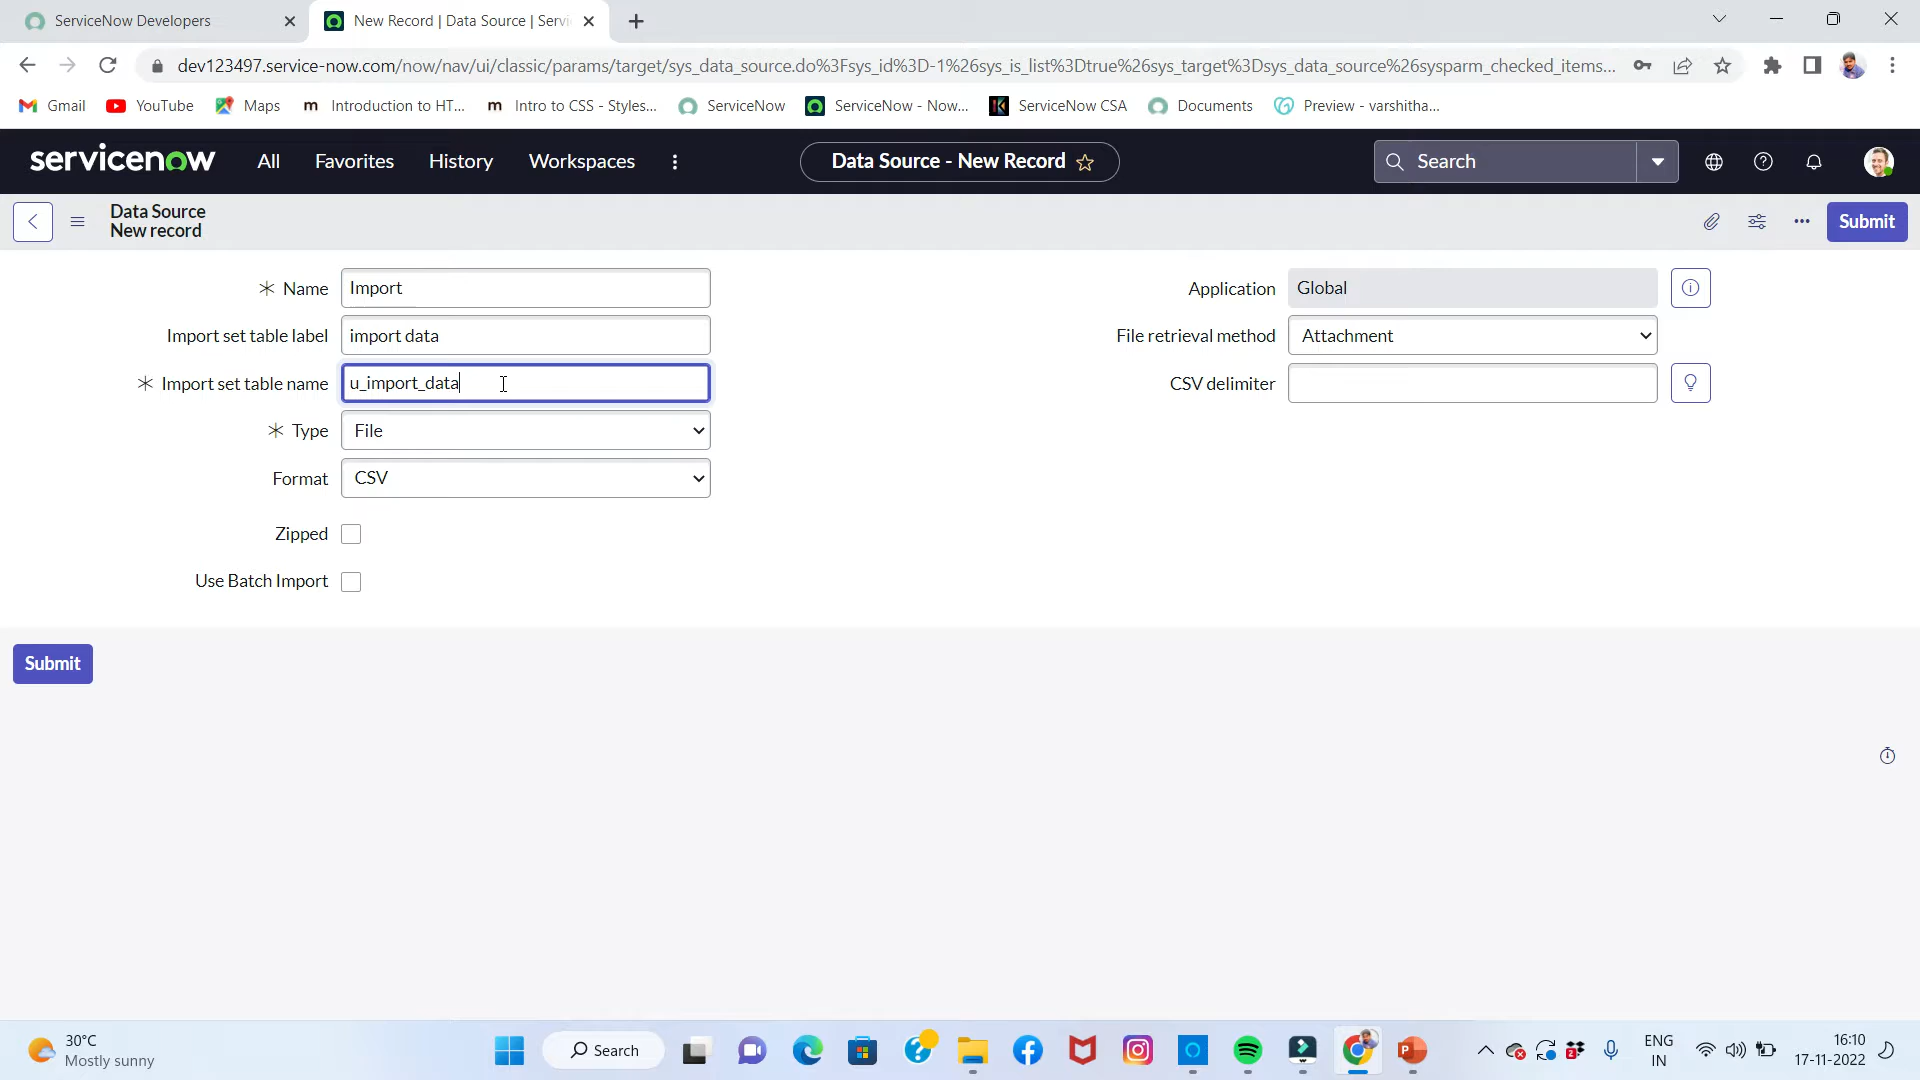 ServiceNow Developers
New Record | Data Source | Servi
dev123497.service-now.com/now/nav/ui/classic/params/target/sys_data_source.do%3Fsys_id%3D-1%26sys_is_list%3Dtrue%26sys_target%3Dsys_data_source%26sysparm_checked_items...
Gmail YouTube Maps Introduction to HT... Intro to CSS - Styles... ServiceNow ServiceNow - Now... ServiceNow CSA Documents Preview - varshitha...
servicenow All Favorites History Workspaces Data Source - New Record Search
Data Source
New record
Submit
Name Import
Application Global
Import set table label import data
File retrieval method Attachment
Import set table name u_import_data
CSV delimiter
Type File
Format CSV
Zipped
Use Batch Import
Submit
30°C
Mostly sunny
Search
ENG
IN
16:10
17-11-2022